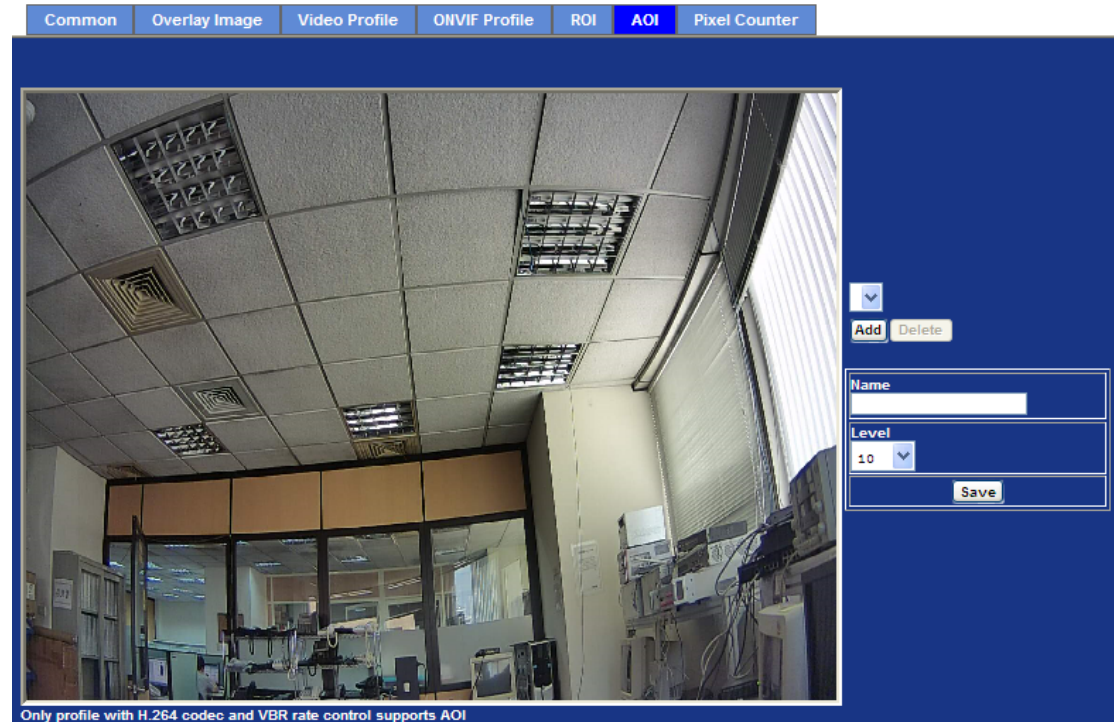 Common Overlay Image Video Profile ONVIF Profile ROI AOI Pixel Counter
Add Delete
Name
Level
10
Save
Only profile with H.264 codec and VBR rate control supports AOI